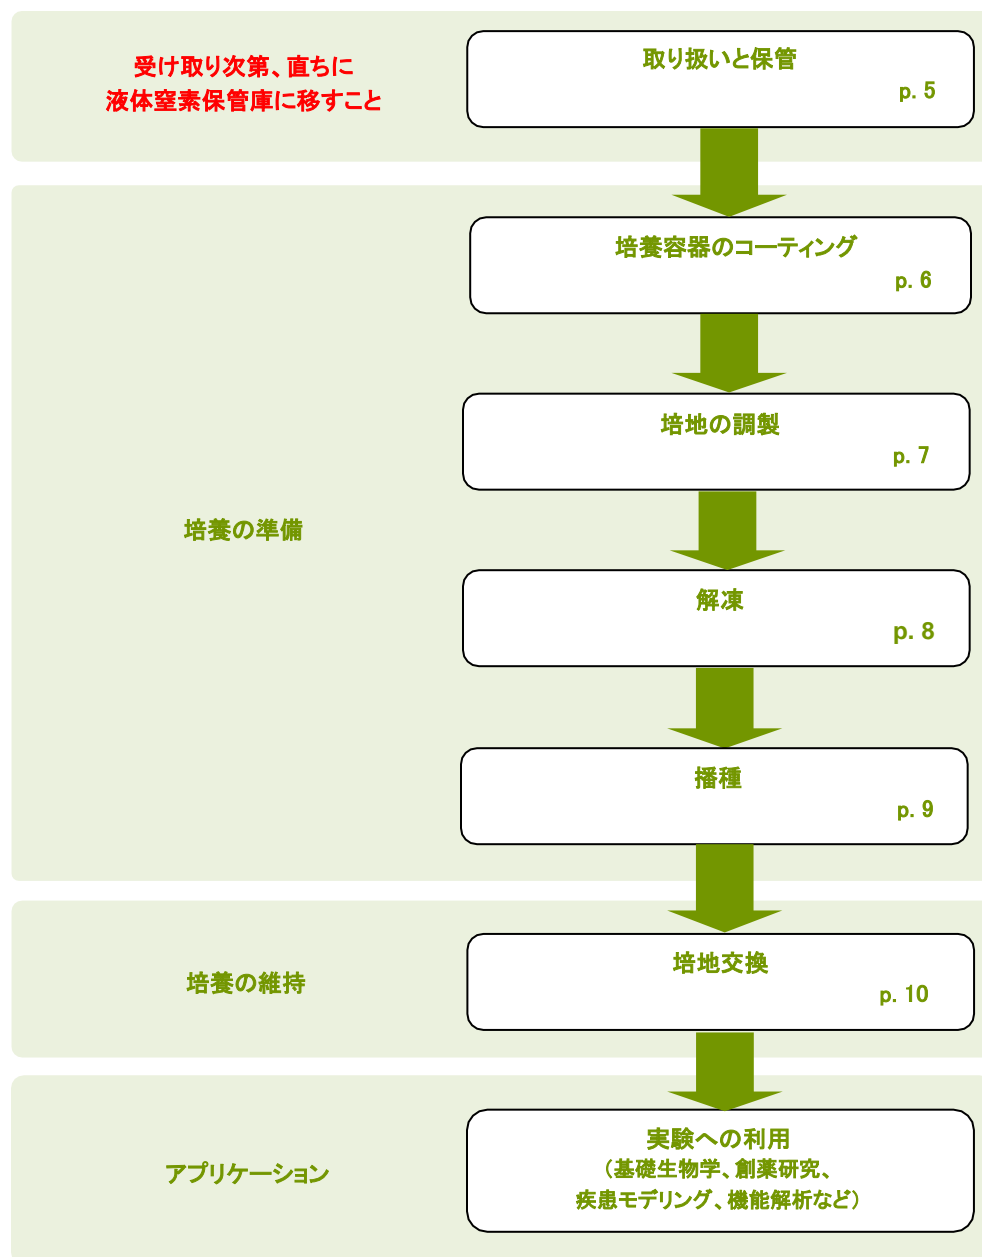 受け取り次第、直ちに
液体窒素保管庫に移すこと
取り扱いと保管
p. 5
培養容器のコーティング
p. 6
培地の調製
p. 7
培養の準備
解凍
p. 8
播種
p. 9
培養の維持
培地交換
p. 10
アプリケーション
実験への利用
（基礎生物学、創薬研究、
疾患モデリング、機能解析など）